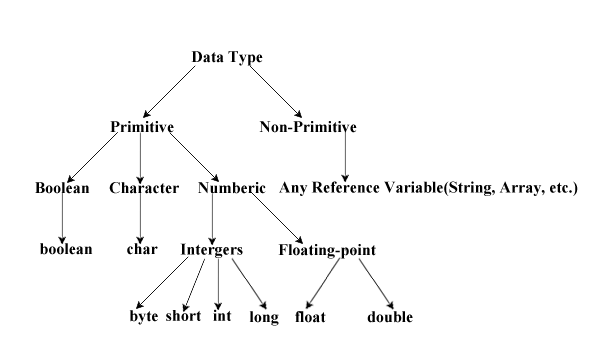 Data Type
Primitive Non-Primitive
Boolean Character Numberic Any Reference Variable(String, Array, etc.)
boolean char Intergers Floating-point
byte short int long float double